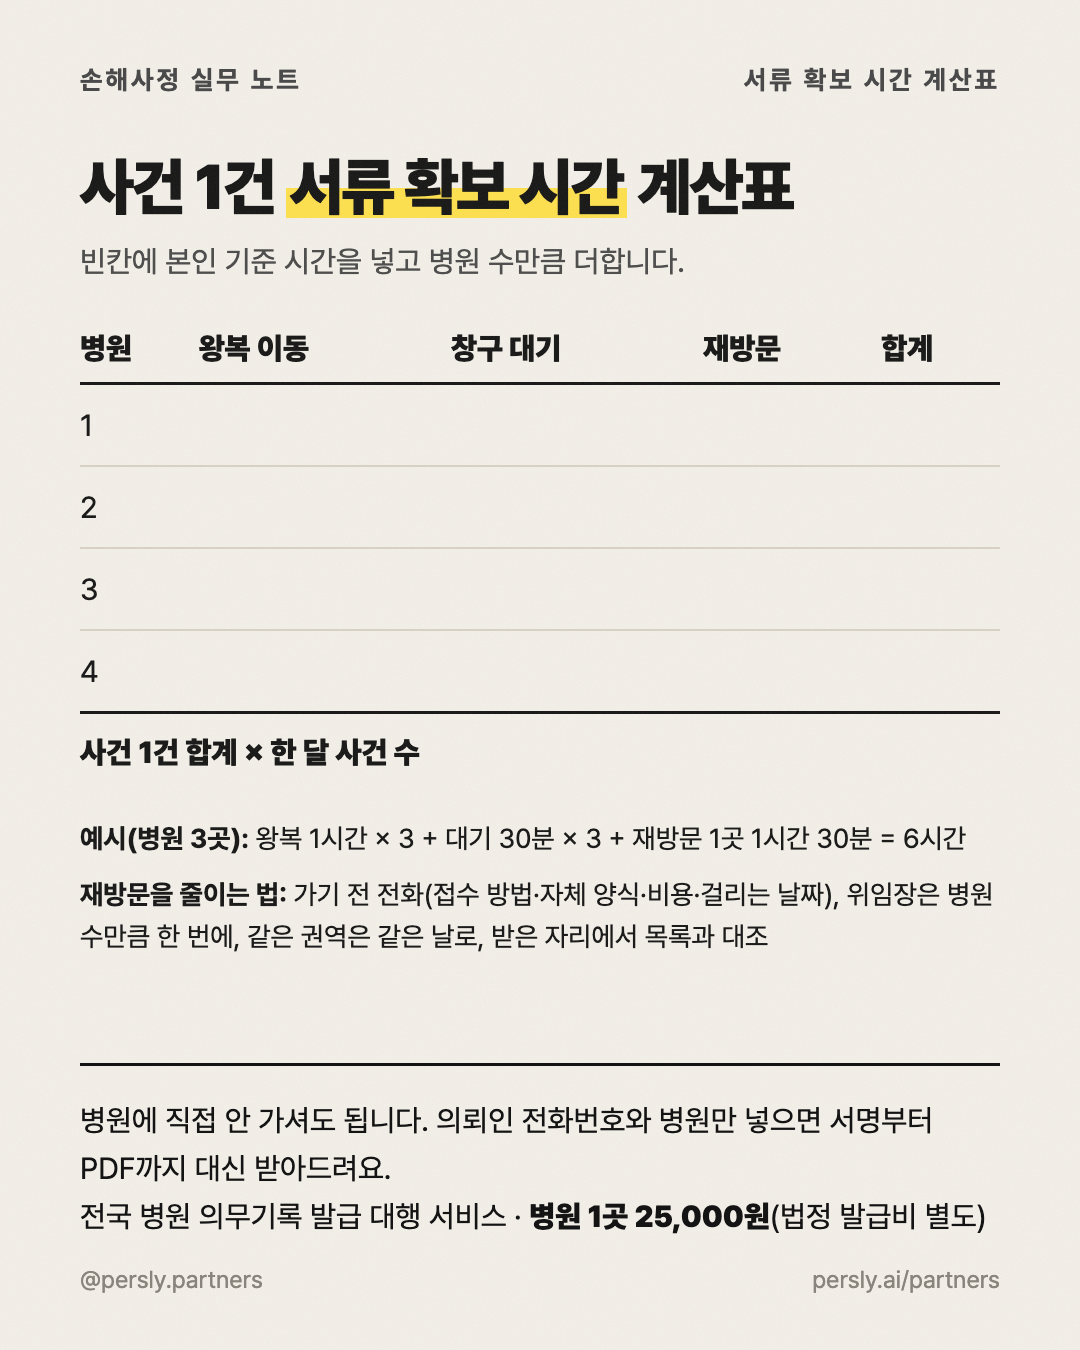 손해사정 실무 노트
서류 확보 시간 계산표
사건 1건 서류 확보 시간 계산표
빈칸에 본인 기준 시간을 넣고 병원 수만큼 더합니다.
병원 왕복 이동 창구 대기 재방문 합계
1
2
3
4
사건 1건 합계 × 한 달 사건 수
예시(병원 3곳): 왕복 1시간 × 3 + 대기 30분 × 3 + 재방문 1곳 1시간 30분 = 6시간
재방문을 줄이는 법: 가기 전 전화(접수 방법·자체 양식·비용·걸리는 날짜), 위임장은 병원
수만큼 한 번에, 같은 권역은 같은 날로, 받은 자리에서 목록과 대조
병원에 직접 안 가셔도 됩니다. 의뢰인 전화번호와 병원만 넣으면 서명부터
PDF까지 대신 받아드려요.
전국 병원 의무기록 발급 대행 서비스 · 병원 1곳 25,000원(법정 발급비 별도)
@persly.partners
persly.ai/partners